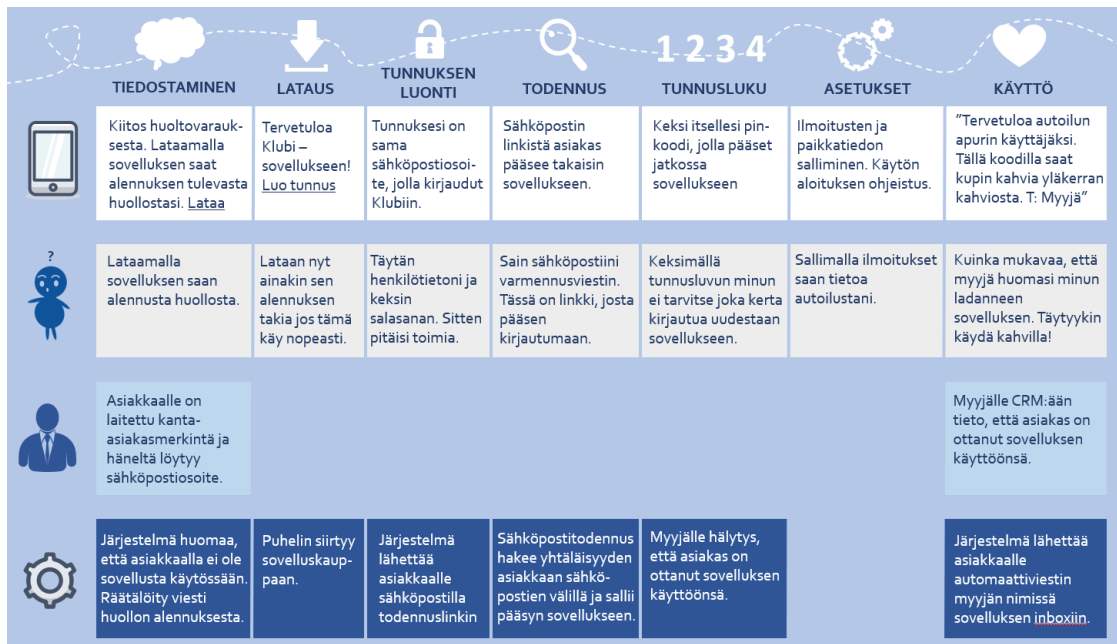 1 2 3 4
TIEDOSTAMINEN
LATAUS
TUNNUKSEN
LUONTI
TODENNUS
TUNNUSLUKU
ASETUKSET
KÄYTTÖ
Kiitos huoltovarauk-
sesta. Lataamalla
sovelluksen saat
alennuksen tulevasta
huollostasi. Lataa
Tervetuloa
Klubi –
sovellukseen!
Luo tunnus
Tunnuksesi on
sama
sähköpostiosoi-
te, jolla kirjaudut
Klubiin.
Sähköpostin
linkistä asiakas
pääsee takaisin
sovellukseen.
Keksi itsellesi pin-
koodi, jolla pääset
jatkossa
sovellukseen
Ilmoitusten ja
paikkatiedon
salliminen. Käytön
aloituksen ohjeistus.
”Tervetuloa autoilun
apurin käyttäjäksi.
Tällä koodilla saat
kupin kahvia yläkerran
kahviosta. T: Myyjä”
?
Lataamalla
sovelluksen saan
alennusta huollosta.
Lataan nyt
ainakin sen
alennuksen
takia jos tämä
käy nopeasti.
Täytän
henkilötietoni ja
keksin
salasanan. Sitten
pitäisi toimia.
Sain sähköpostiini
varmennusviestin.
Tässä on linkki, josta
pääsen
kirjautumaan.
Keksimällä
tunnusluvun minun
ei tarvitse joka kerta
kirjautua uudestaan
sovellukseen.
Sallimalla ilmoitukset
saan tietoa
autoilustani.
Kuinka mukavaa, että
myyjä huomasi minun
ladanneen
sovelluksen. Täytyykin
käydä kahvilla!
Asiakkaalle on
laitettu kanta-
asiakasmerkintä ja
häneltä löytyy
sähköpostiosoite.
Myyjälle CRM:ään
tieto, että asiakas on
ottanut sovelluksen
käyttöönsä.
Järjestelmä huomaa,
että asiakkaalla ei ole
sovellusta käytössään.
Räätälöity viesti
huollon alennuksesta.
Puhelin siirtyy
sovelluskaup-
paan.
Järjestelmä
lähettää
asiakkaalle
sähköpostilla
todennuslinkin
Sähköpostitodennus
hakee yhtäläisyyden
asiakkaan sähkö-
postien välillä ja sallii
pääsyn sovellukseen.
Myyjälle hälytys,
että asiakas on
ottanut sovelluksen
käyttöönsä.
Järjestelmä lähettää
asiakkaalle
automaattiviestin
myyjän nimissä
sovelluksen inboxiin.